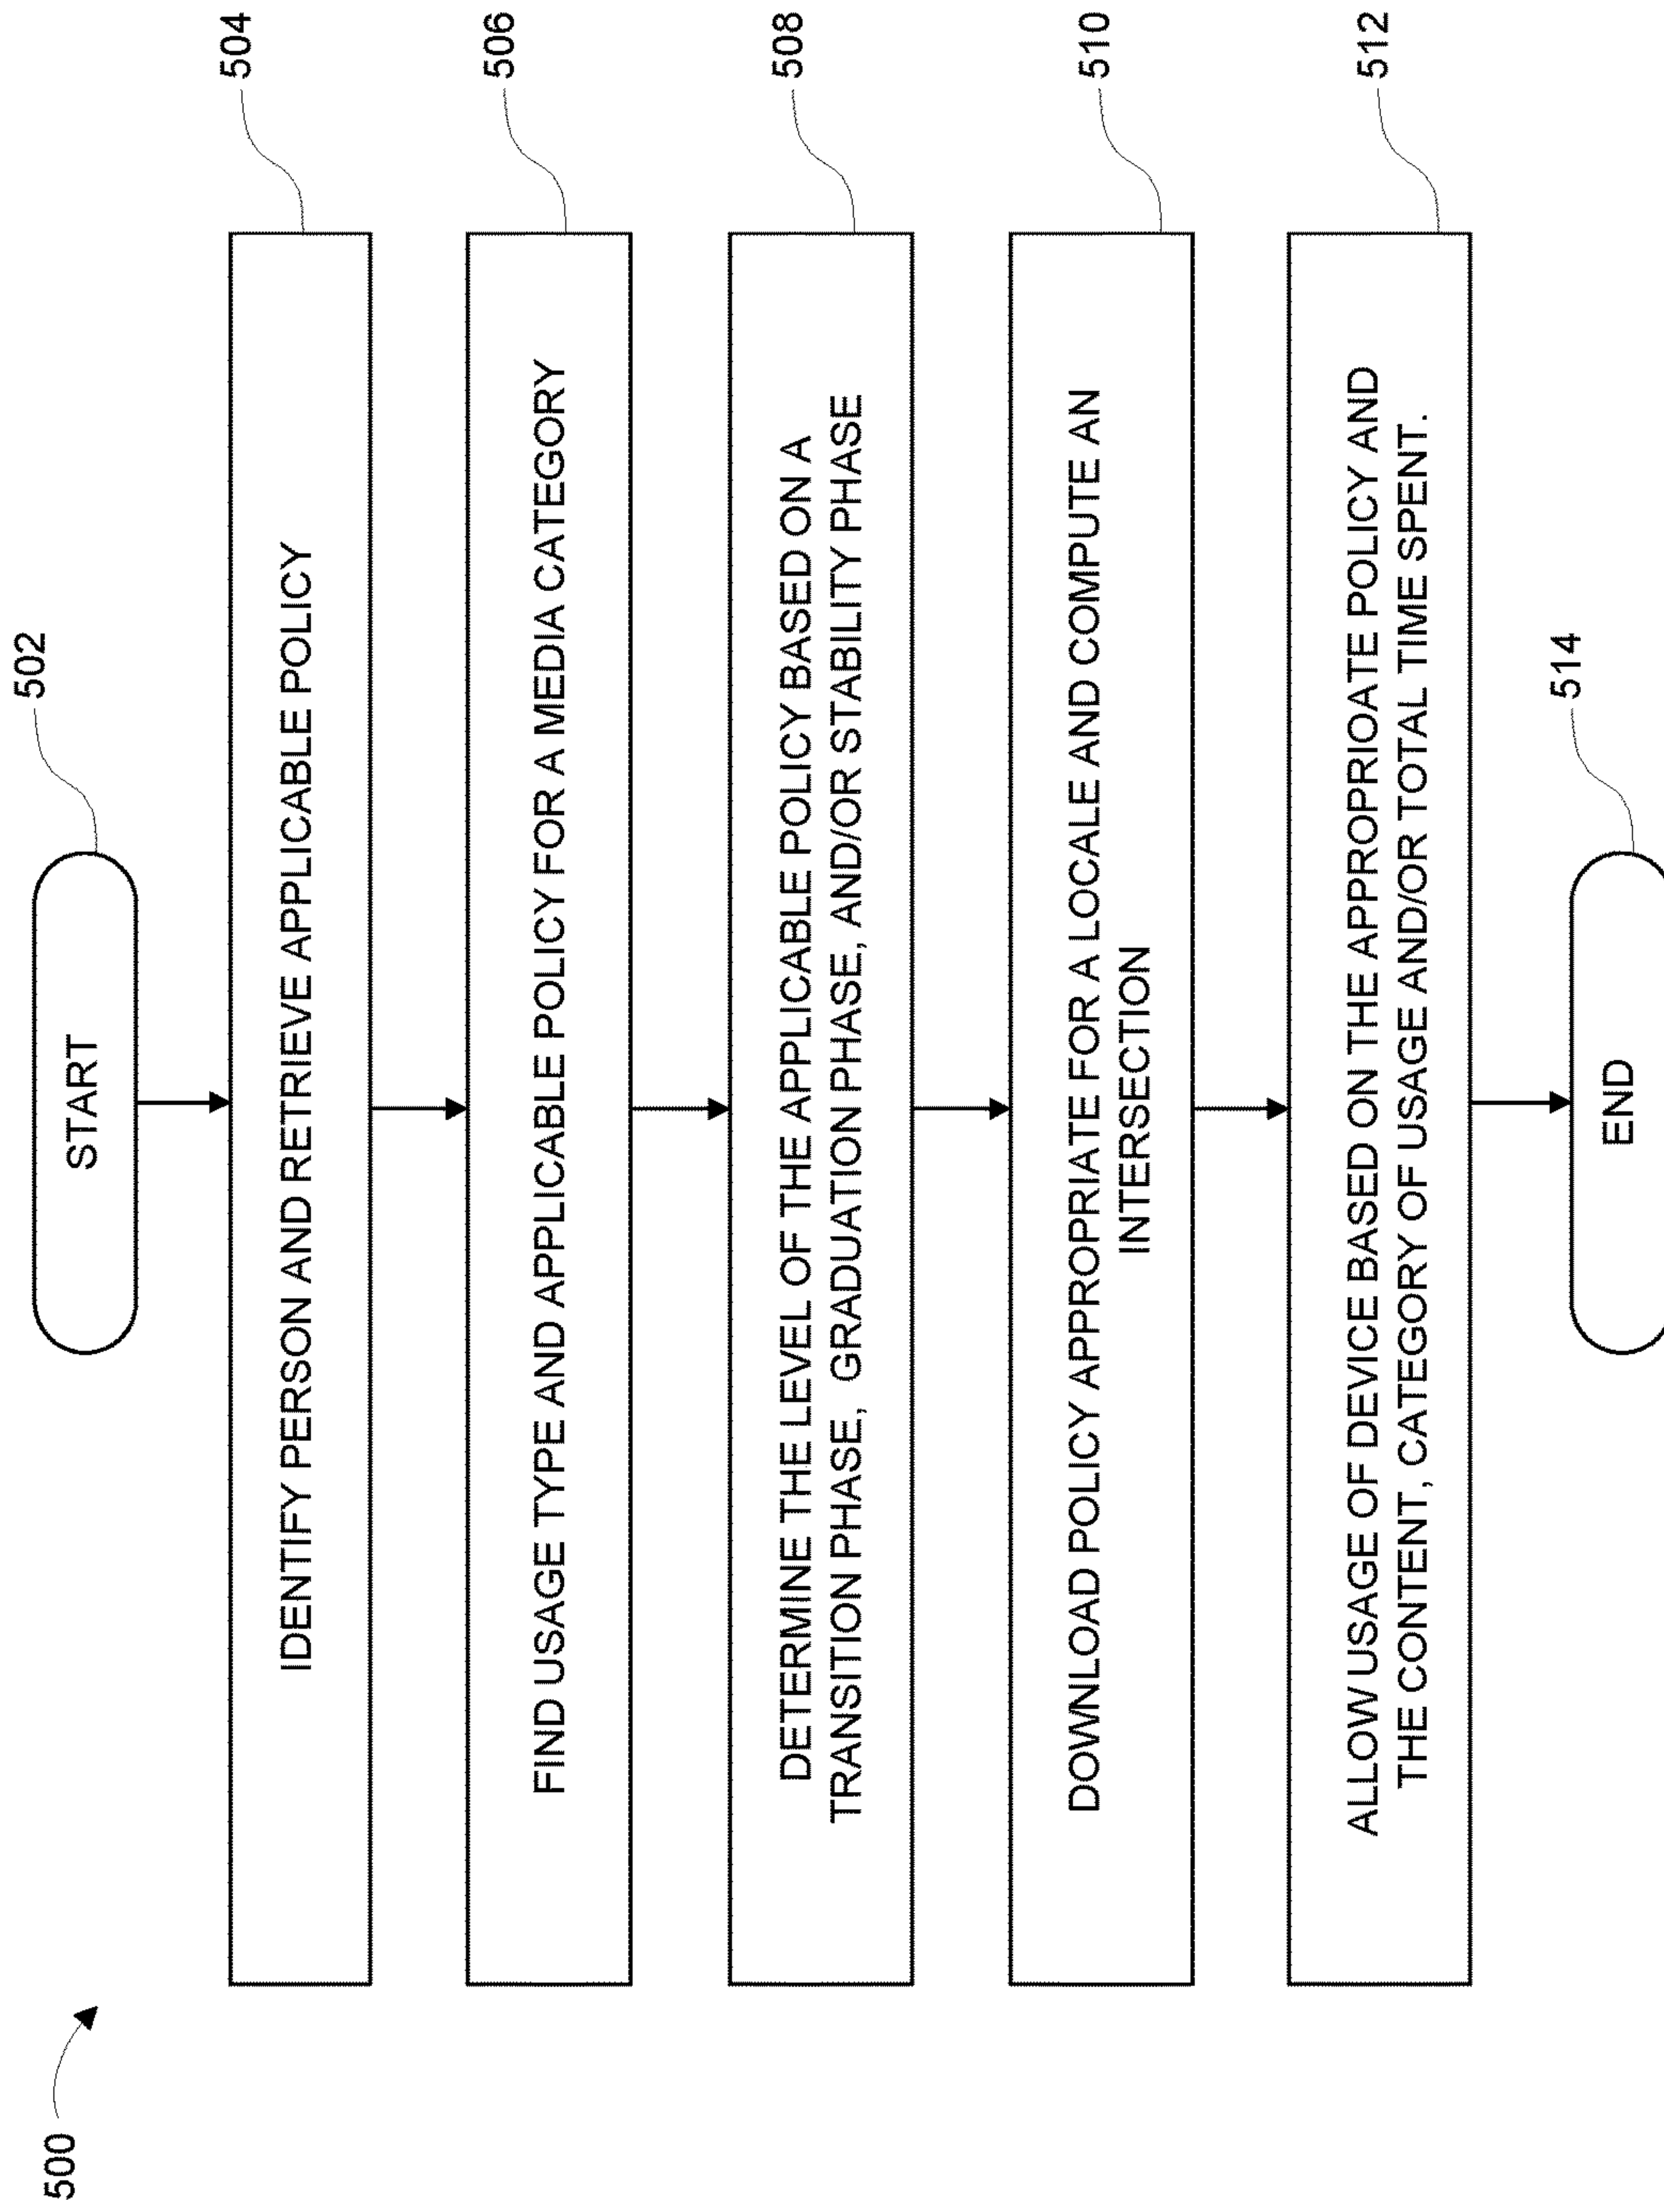 500
START
502
IDENTIFY PERSON AND RETRIEVE APPLICABLE POLICY
504
FIND USAGE TYPE AND APPLICABLE POLICY FOR A MEDIA CATEGORY
506
DETERMINE THE LEVEL OF THE APPLICABLE POLICY BASED ON A
TRANSITION PHASE, GRADUATION PHASE, AND/OR STABILITY PHASE
508
DOWNLOAD POLICY APPROPRIATE FOR A LOCALE AND COMPUTE AN
INTERSECTION
510
ALLOW USAGE OF DEVICE BASED ON THE APPROPRIOATE POLICY AND
THE CONTENT, CATEGORY OF USAGE AND/OR TOTAL TIME SPENT.
512
END
514